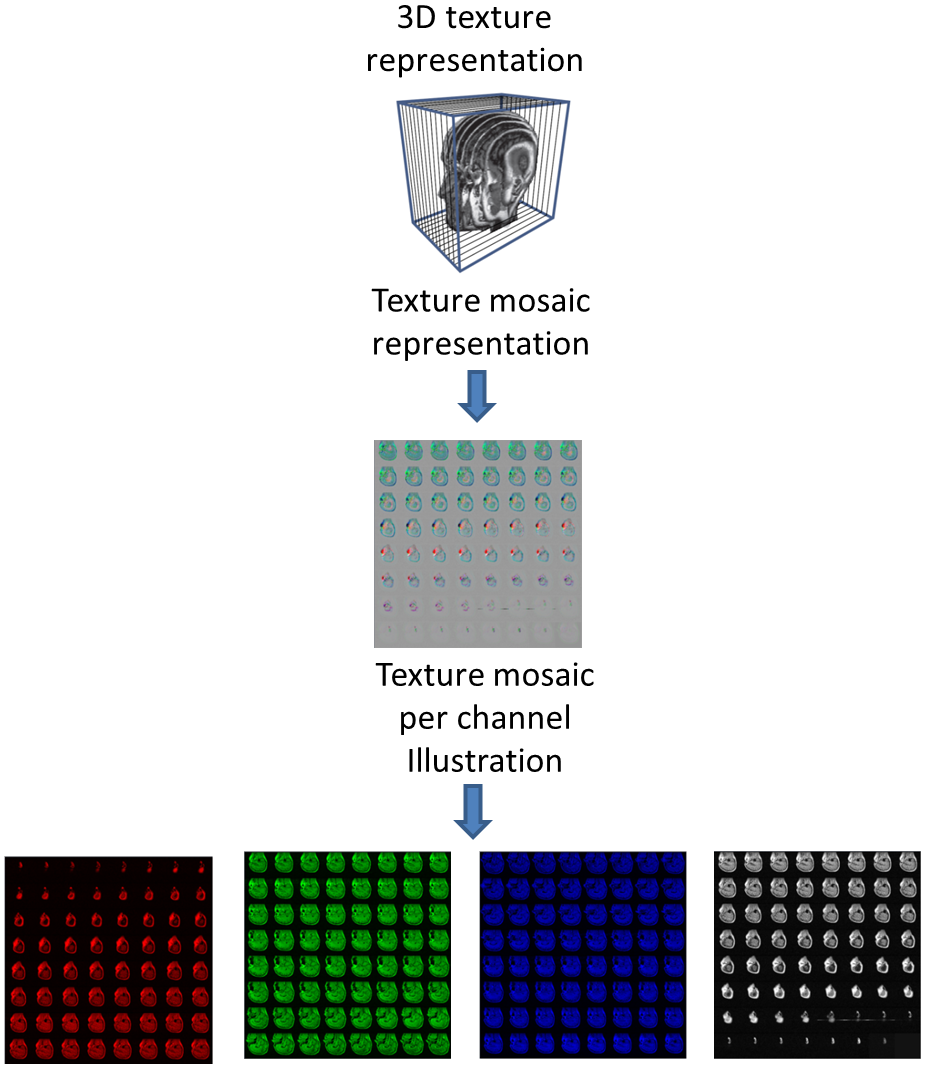 3D texture
representation
Texture mosaic
representation
Texture mosaic
per channel
Illustration